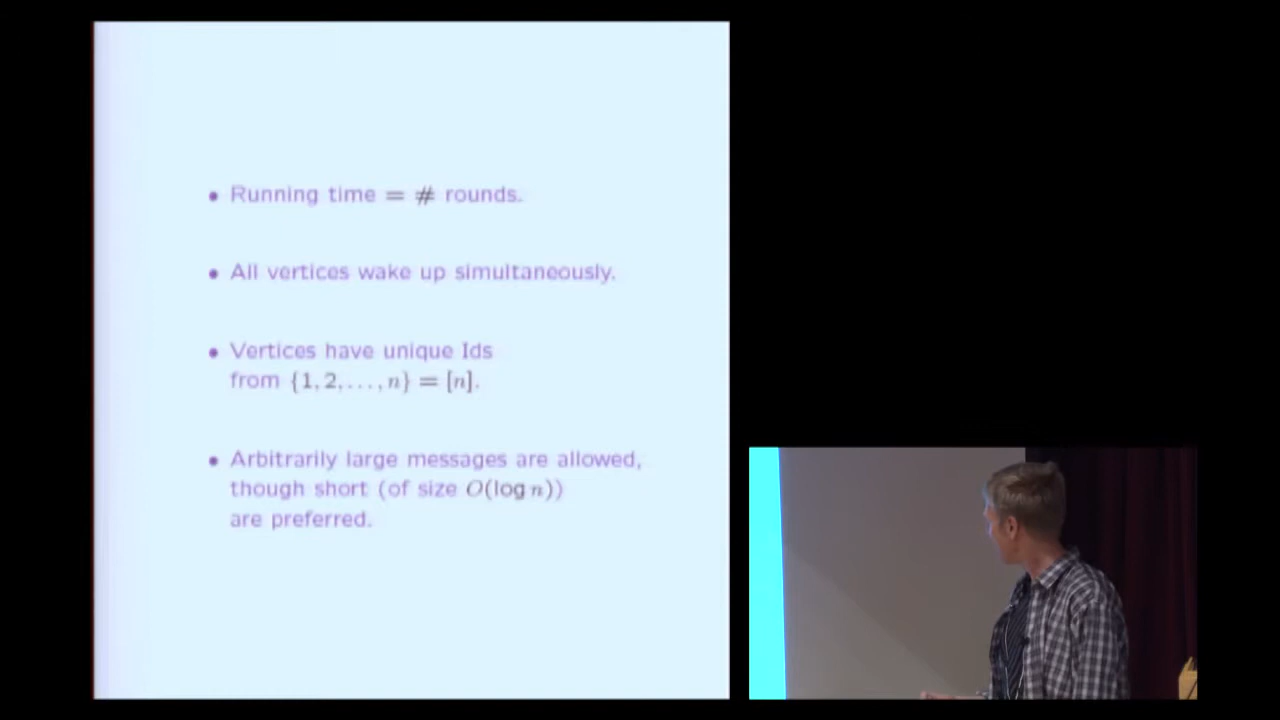 • Running time = # rounds.
• All vertices wake up simultaneously.
• Vertices have unique Ids
from {1, 2, . . . , n} = [n].
• Arbitrarily large messages are allowed,
though short (of size O(log n))
are preferred.